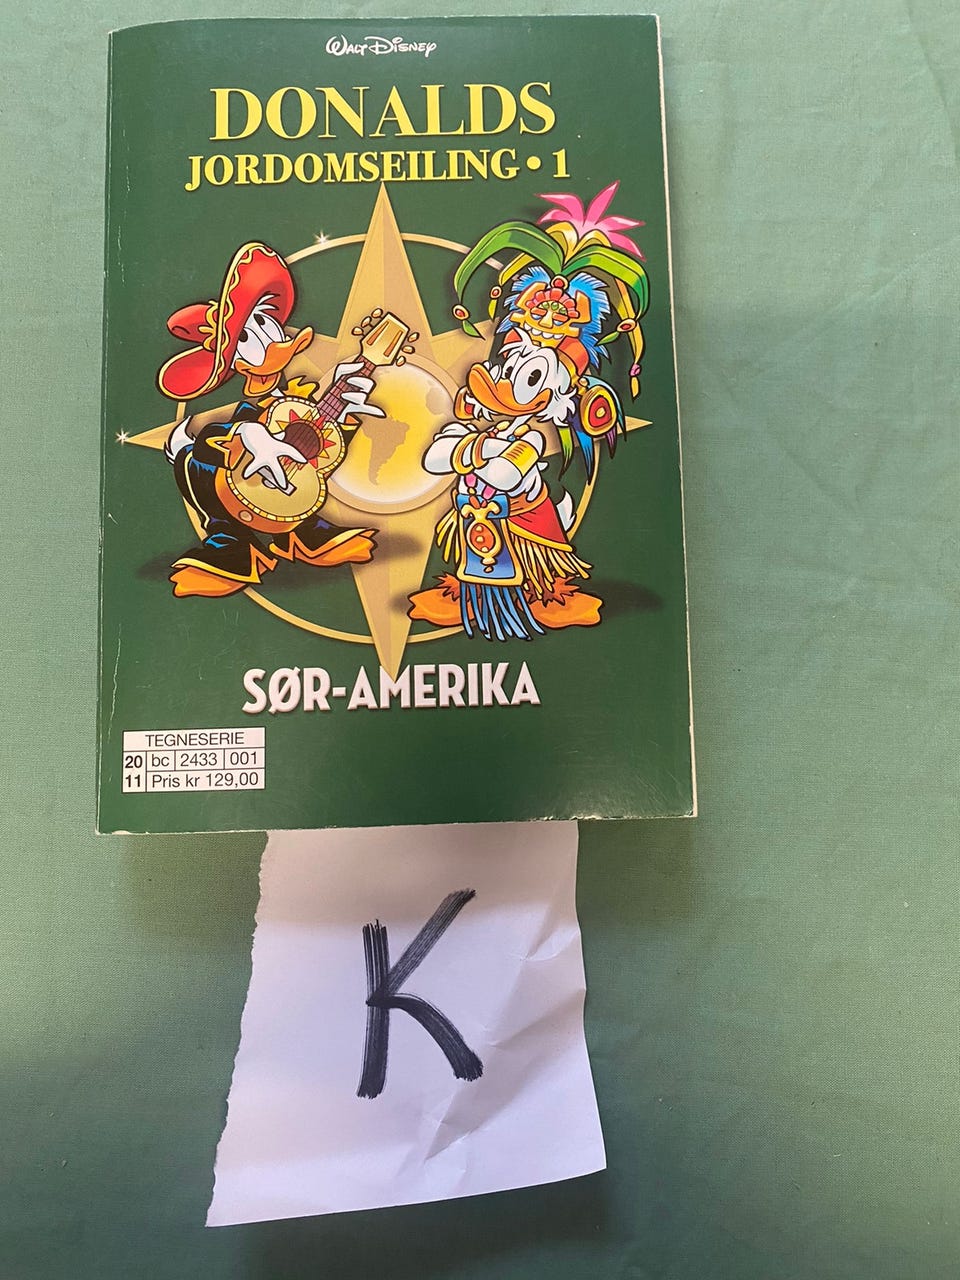 Walt Disney
DONALDS
JORDOMSEILING • 1
SØR-AMERIKA
TEGNESERIE
20 bc 2433 001
11 Pris kr 129,00
K